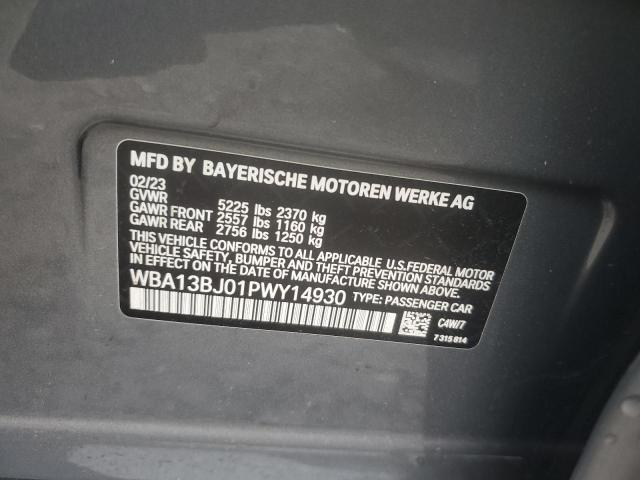 MFD BY BAYERISCHE MOTOREN WERKE AG
02/23
GVWR 5225 lbs 2370 kg
GAWR FRONT 2557 lbs 1160 kg
GAWR REAR 2756 lbs 1250 kg
THIS VEHICLE CONFORMS TO ALL APPLICABLE U.S.FEDERAL MOTOR
VEHICLE SAFETY, BUMPER AND THEFT PREVENTION STANDARDS
IN EFFECT ON THE DATE OF MANUFACTURE SHOWN ABOVE.
WBA13BJ01PWY14930 TYPE: PASSENGER CAR
C4W/7
7315814